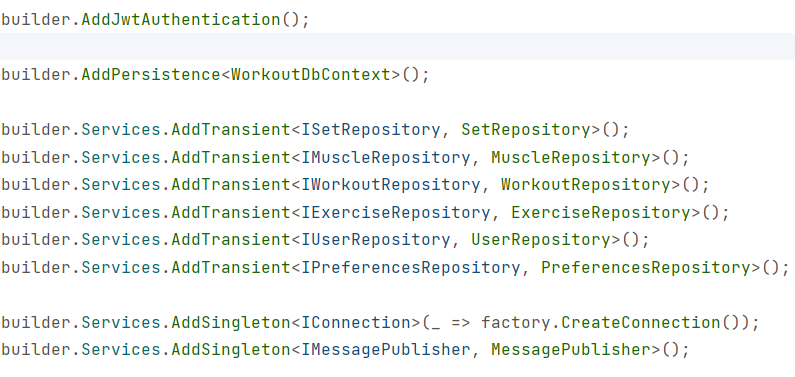 builder.AddJwtAuthentication();
builder.AddPersistence<WorkoutDbContext>();
builder.Services.AddTransient<ISetRepository, SetRepository>();
builder.Services.AddTransient<IMuscleRepository, MuscleRepository>();
builder.Services.AddTransient<IWorkoutRepository, WorkoutRepository>();
builder.Services.AddTransient<IExerciseRepository, ExerciseRepository>();
builder.Services.AddTransient<IUserRepository, UserRepository>();
builder.Services.AddTransient<IPreferencesRepository, PreferencesRepository>();
builder.Services.AddSingleton<IConnection>(_ => factory.CreateConnection());
builder.Services.AddSingleton<IMessagePublisher, MessagePublisher>();